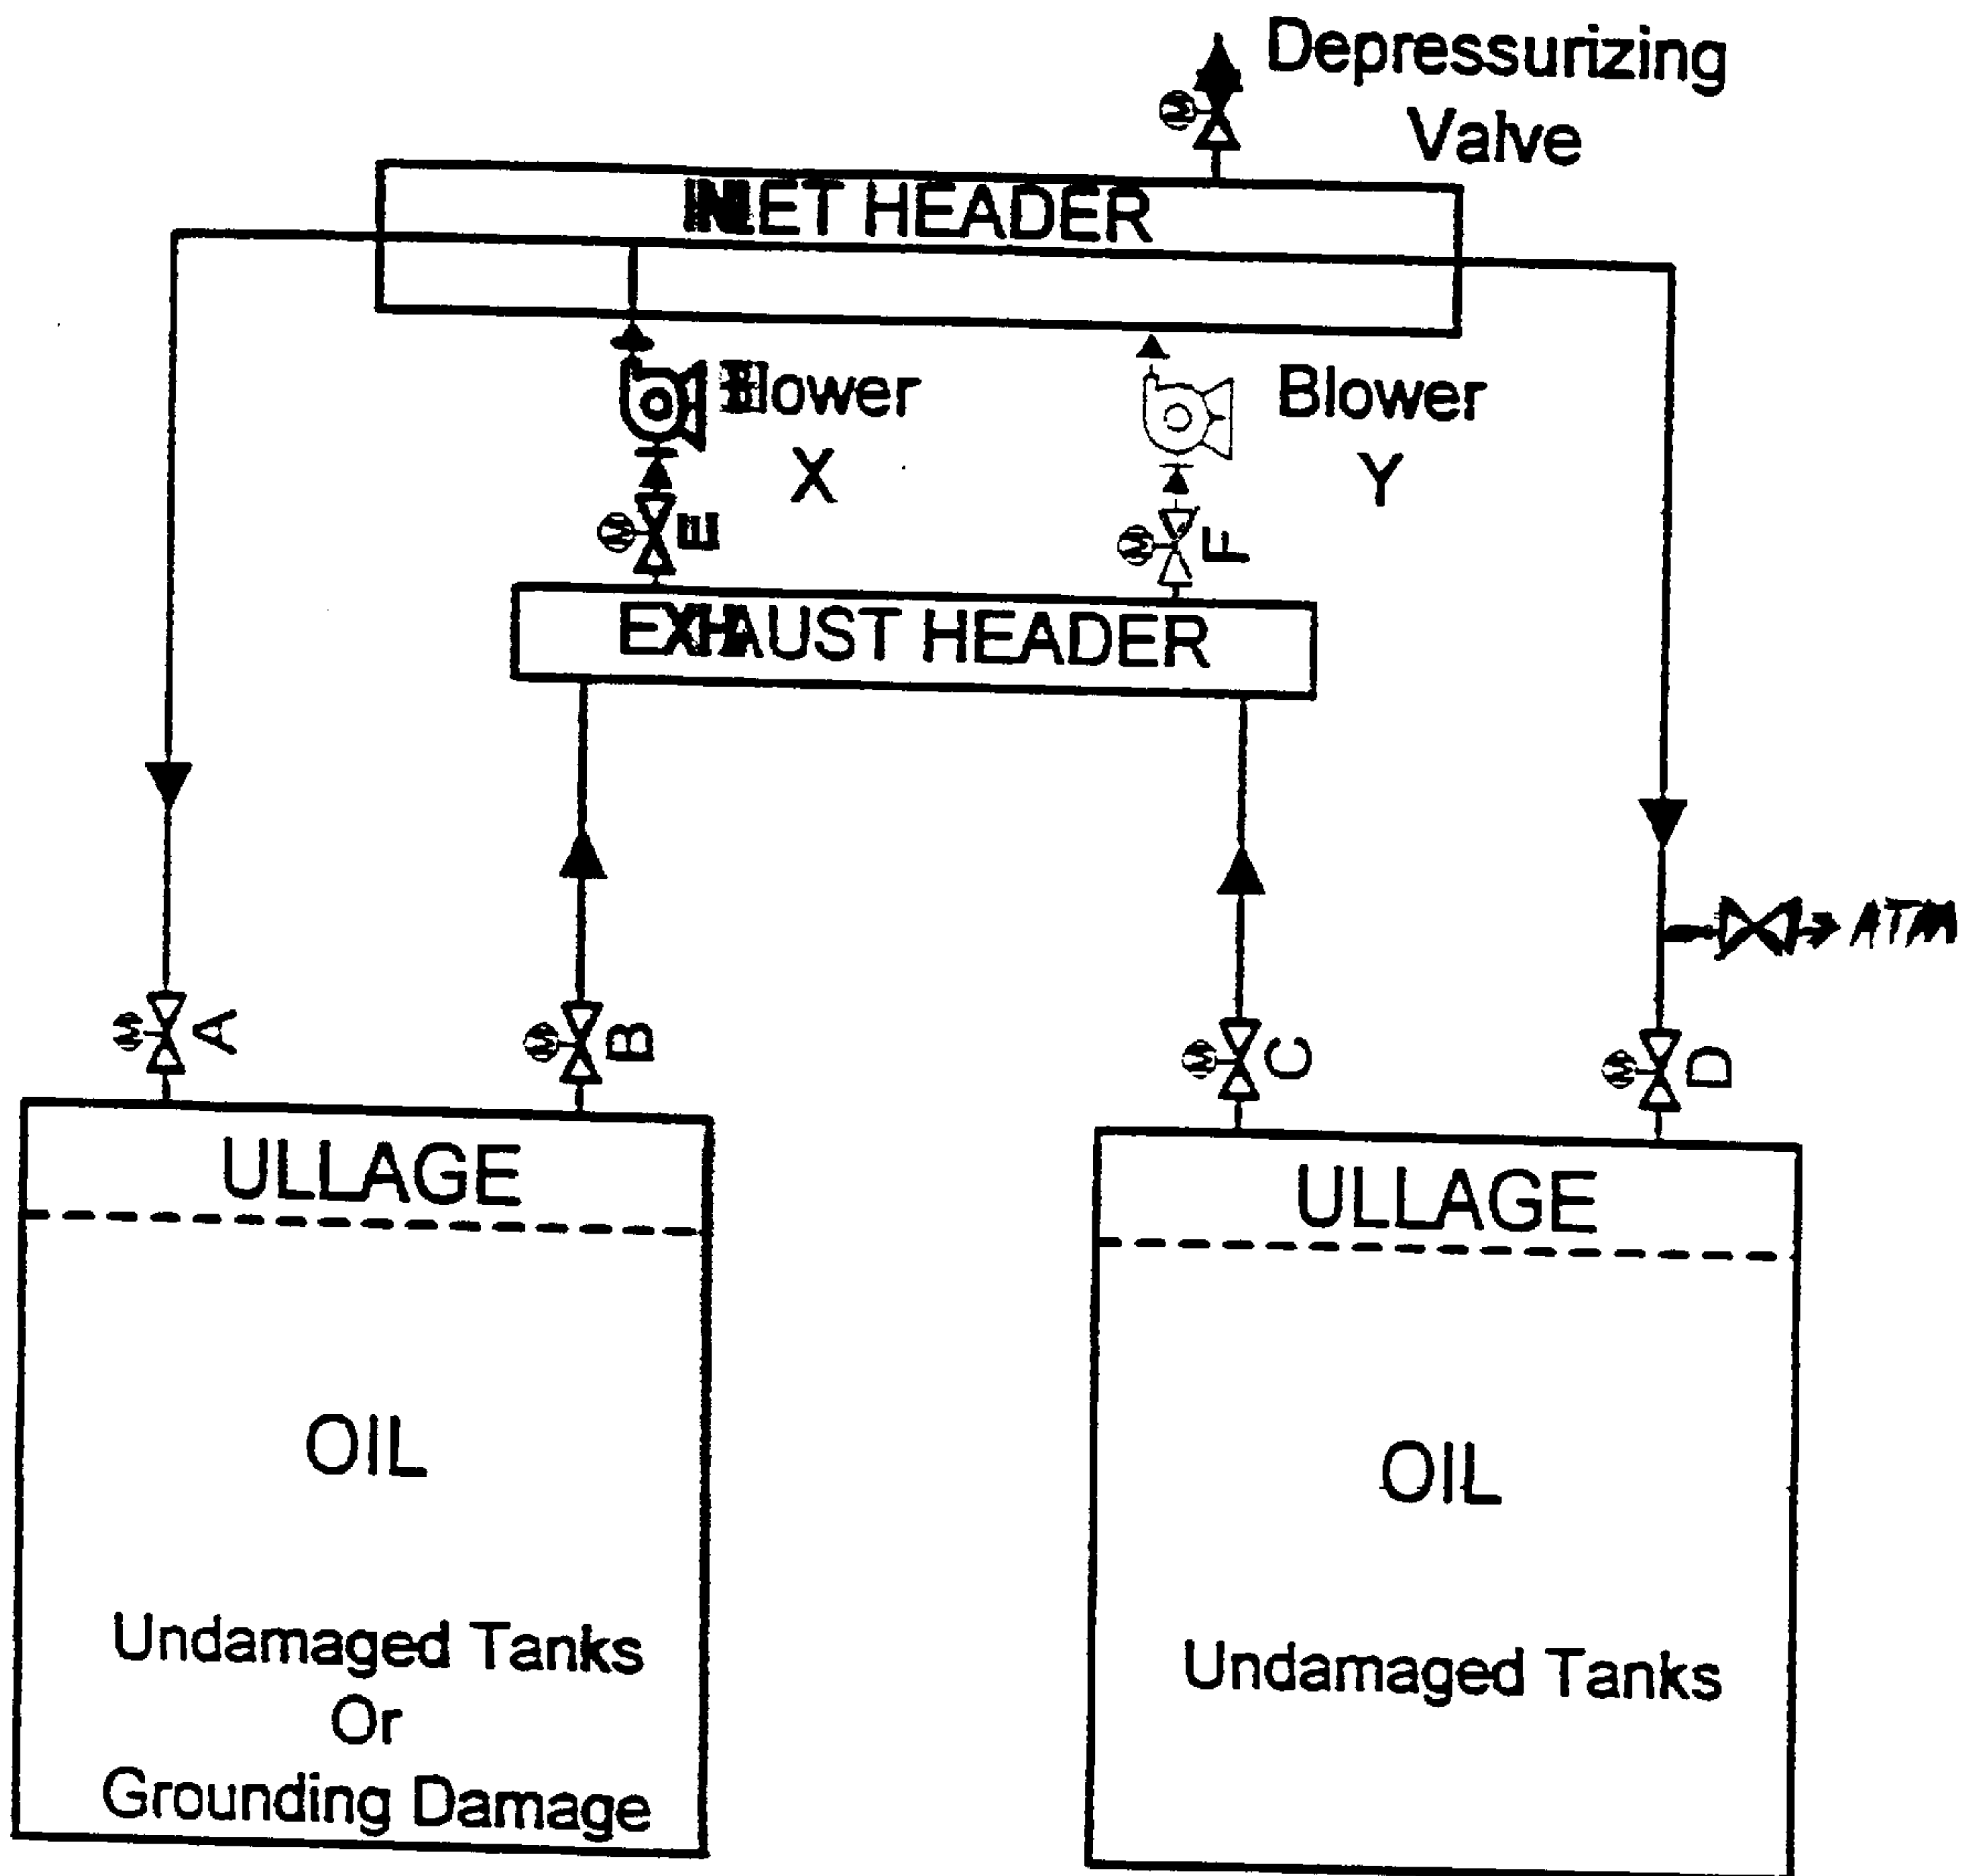 Depressurizing
Valve
INLET HEADER
Blower
X
Blower
Y
M
E
M
F
EXHAUST HEADER
ATM
M
A
M
B
M
C
M
D
ULLAGE
ULLAGE
OIL
OIL
Undamaged Tanks
Or
Grounding Damage
Undamaged Tanks